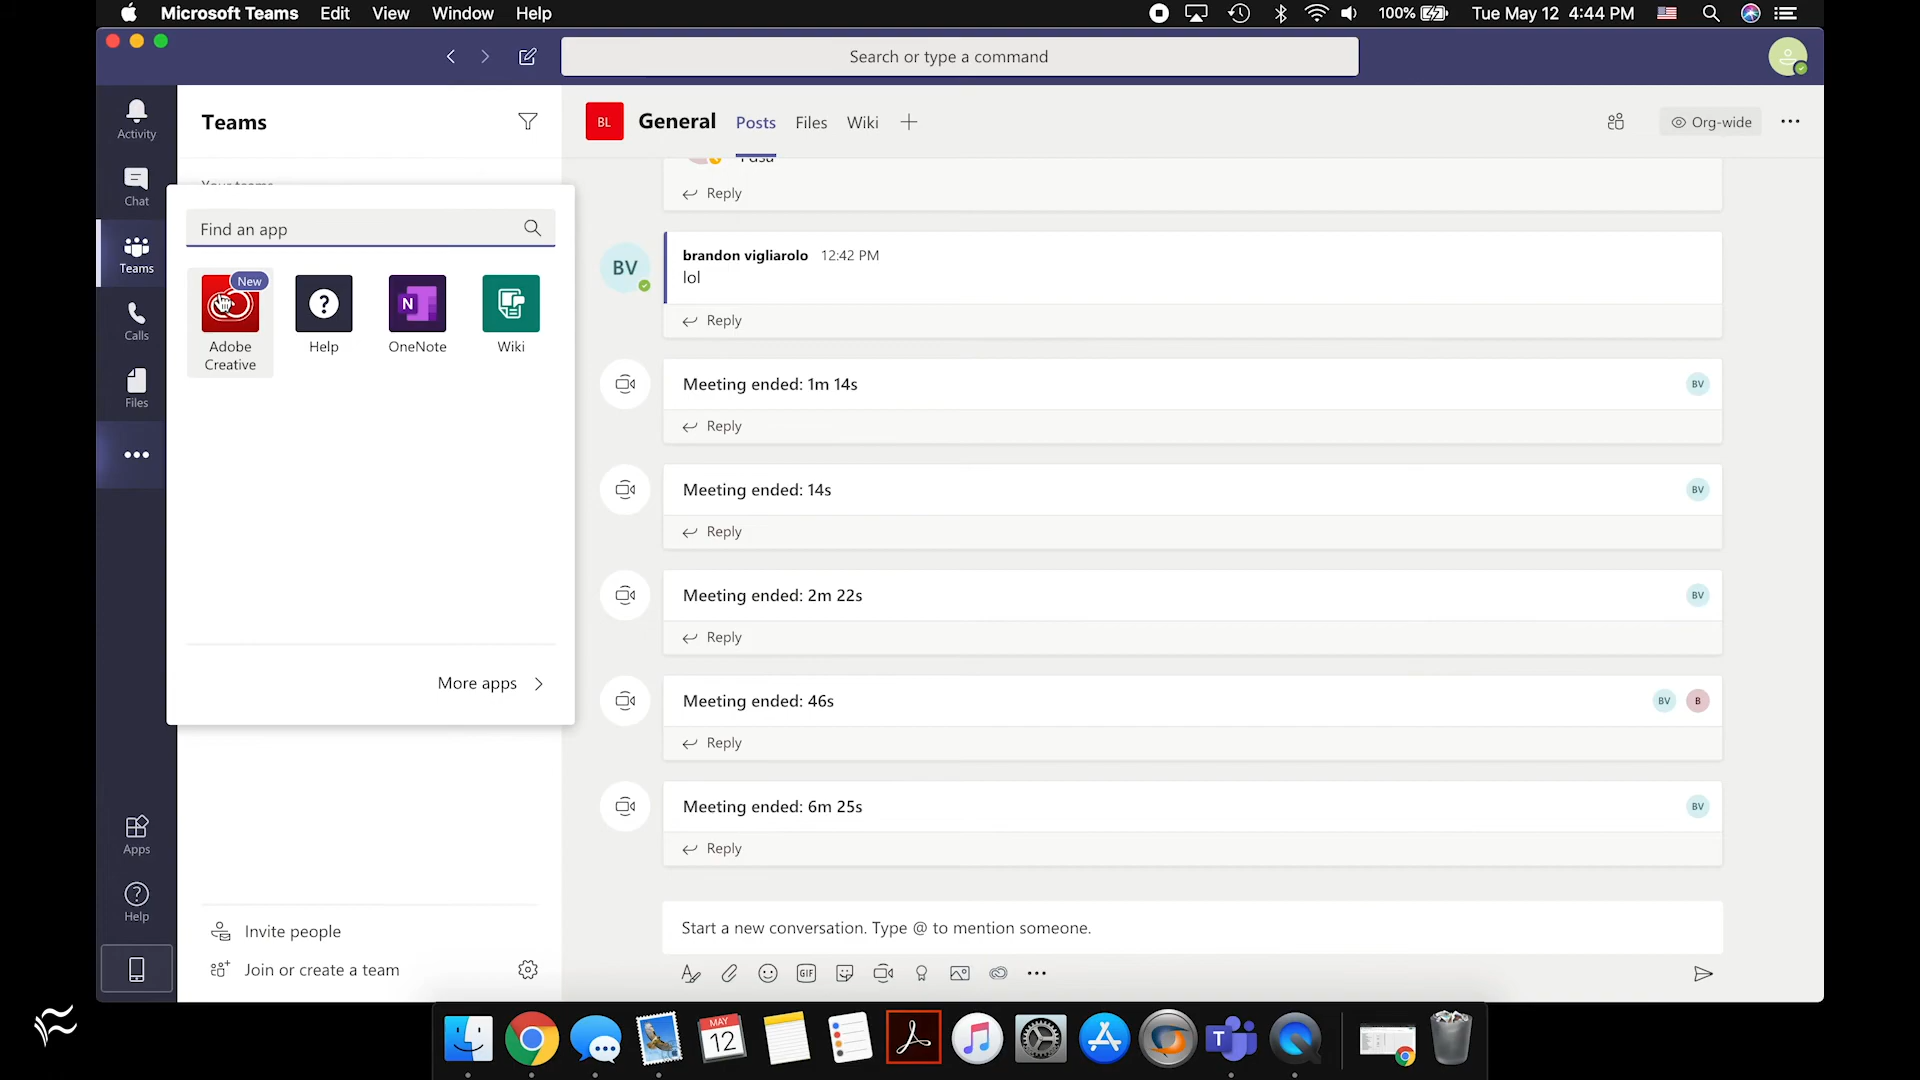 Microsoft Teams Edit View Window Help
100% Tue May 12 4:44 PM
Search or type a command
Activity
Chat
Teams
Calls
Files
Apps
Help
Teams
Your teams
Find an app
New
Adobe
Creative
Help
N
OneNote
Wiki
More apps
Invite people
Join or create a team
BL General Posts Files Wiki
Org-wide
Reply
BV
brandon vigliarolo 12:42 PM
lol
Reply
Meeting ended: 1m 14s
BV
Reply
Meeting ended: 14s
BV
Reply
Meeting ended: 2m 22s
BV
Reply
Meeting ended: 46s
BV B
Reply
Meeting ended: 6m 25s
BV
Reply
Start a new conversation. Type @ to mention someone.
GIF
MAY
12
T